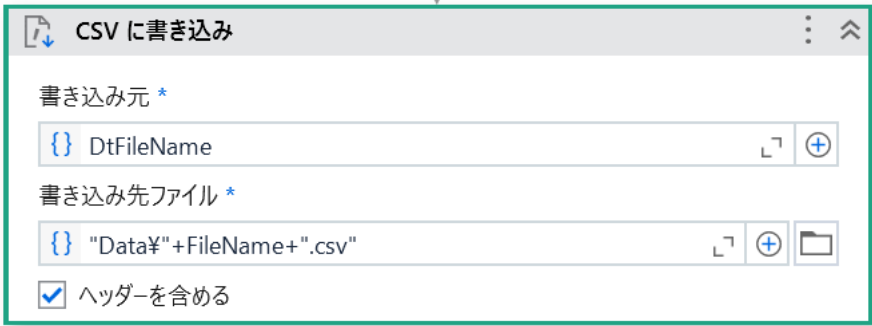 CSV に書き込み
書き込み元 *
{} DtFileName
書き込み先ファイル *
{} "Data¥"+FileName+".csv"
ヘッダーを含める